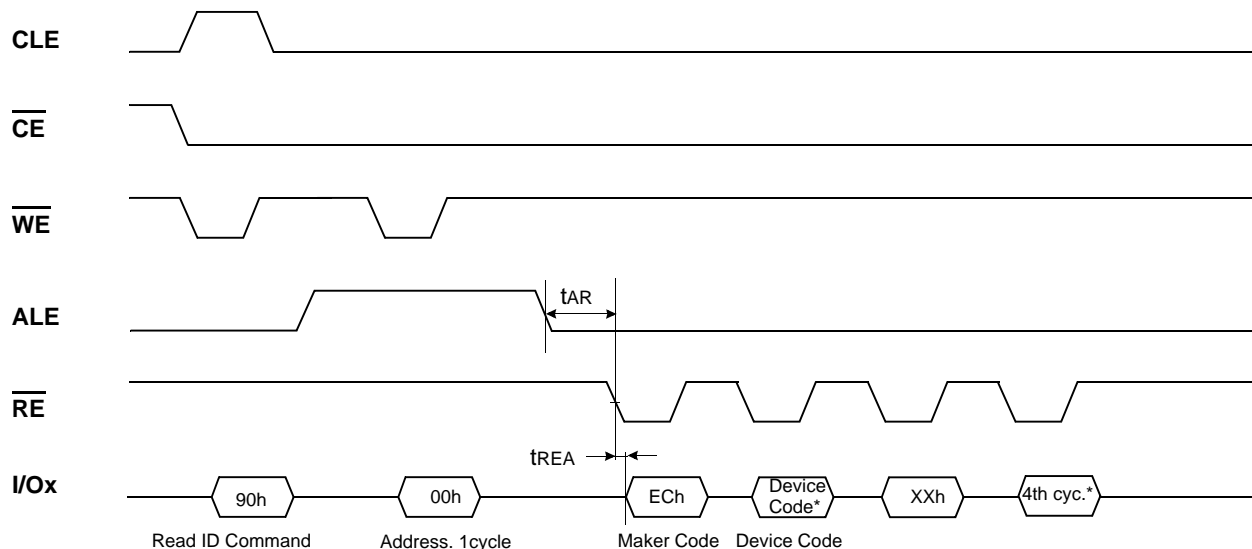 CLE
CE
WE
ALE
tAR
RE
tREA
I/Ox
90h
00h
ECh
Device
Code*
XXh
4th cyc.*
Read ID Command
Address. 1cycle
Maker Code
Device Code